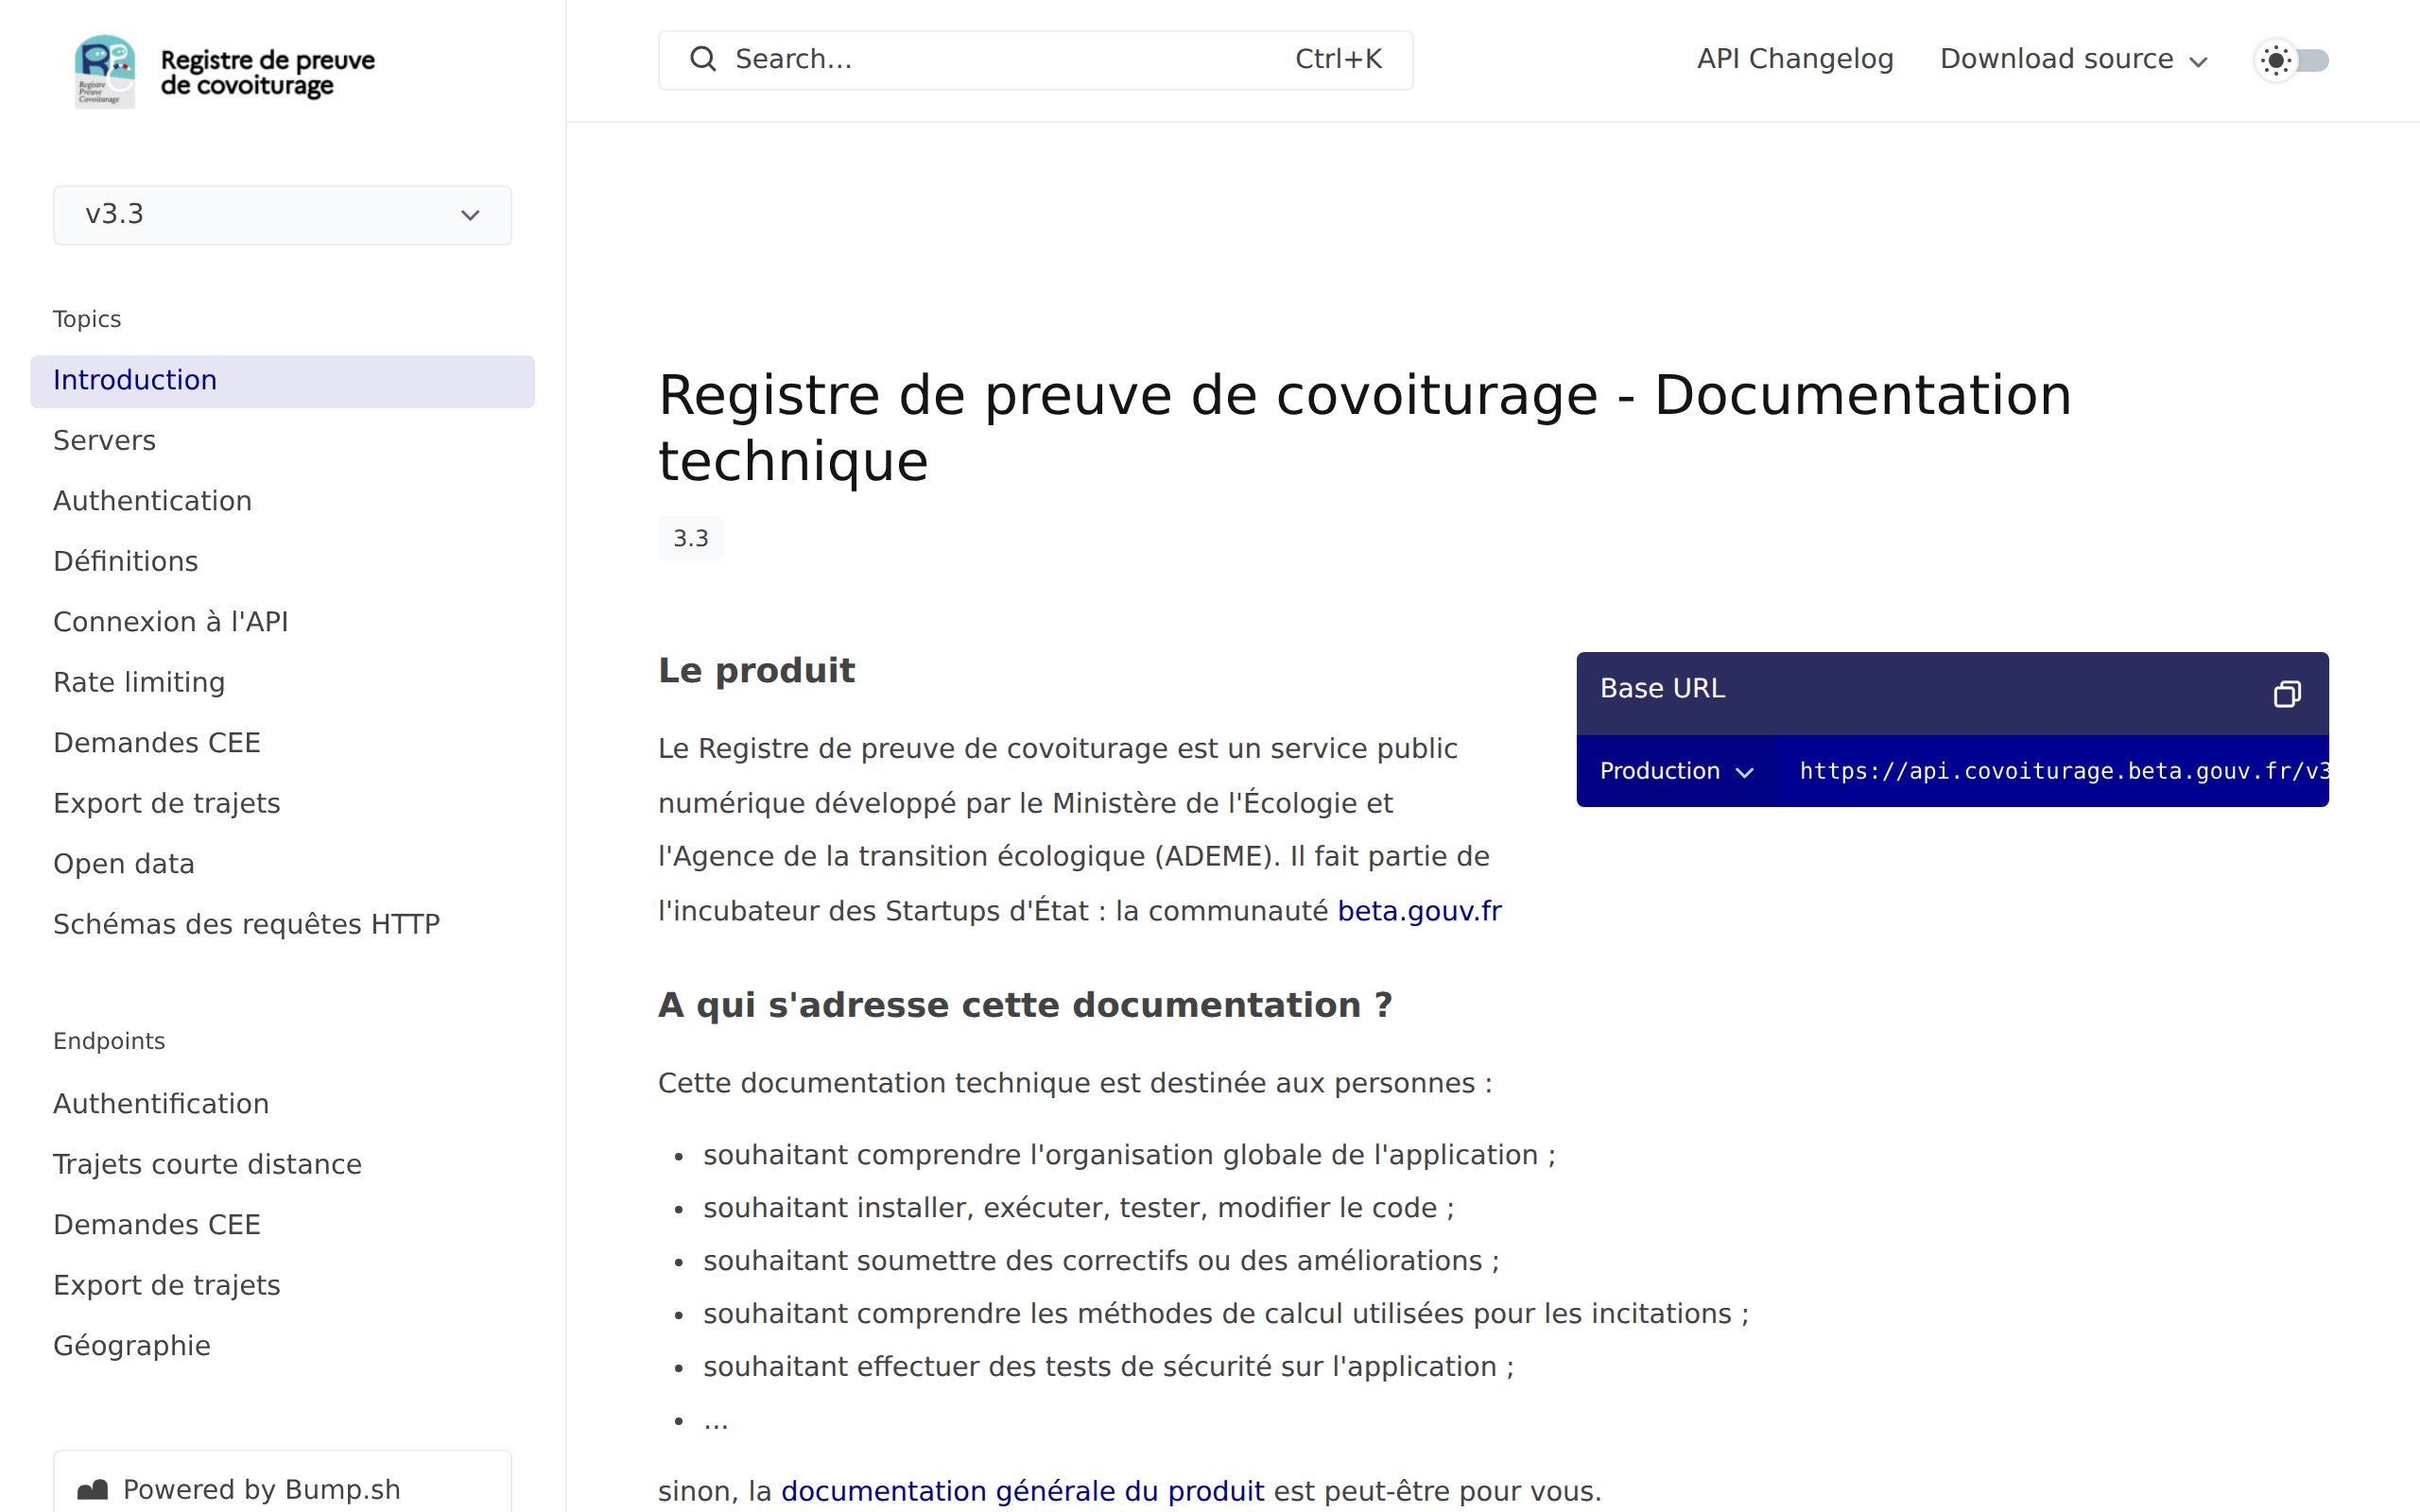 Registre
Preuve
Covoiturage
Registre de preuve
de covoiturage
v3.3
Topics
Introduction
Servers
Authentication
Définitions
Connexion à l'API
Rate limiting
Demandes CEE
Export de trajets
Open data
Schémas des requêtes HTTP
Endpoints
Authentification
Trajets courte distance
Demandes CEE
Export de trajets
Géographie
Powered by Bump.sh
Search... Ctrl+K
API Changelog Download source
Registre de preuve de covoiturage - Documentation
technique
3.3
Le produit
Le Registre de preuve de covoiturage est un service public
numérique développé par le Ministère de l'Écologie et
l'Agence de la transition écologique (ADEME). Il fait partie de
l'incubateur des Startups d'État : la communauté beta.gouv.fr
Base URL
Production https://api.covoiturage.beta.gouv.fr/v3
A qui s'adresse cette documentation ?
Cette documentation technique est destinée aux personnes :
• souhaitant comprendre l'organisation globale de l'application ;
• souhaitant installer, exécuter, tester, modifier le code ;
• souhaitant soumettre des correctifs ou des améliorations ;
• souhaitant comprendre les méthodes de calcul utilisées pour les incitations ;
• souhaitant effectuer des tests de sécurité sur l'application ;
• ...
sinon, la documentation générale du produit est peut-être pour vous.